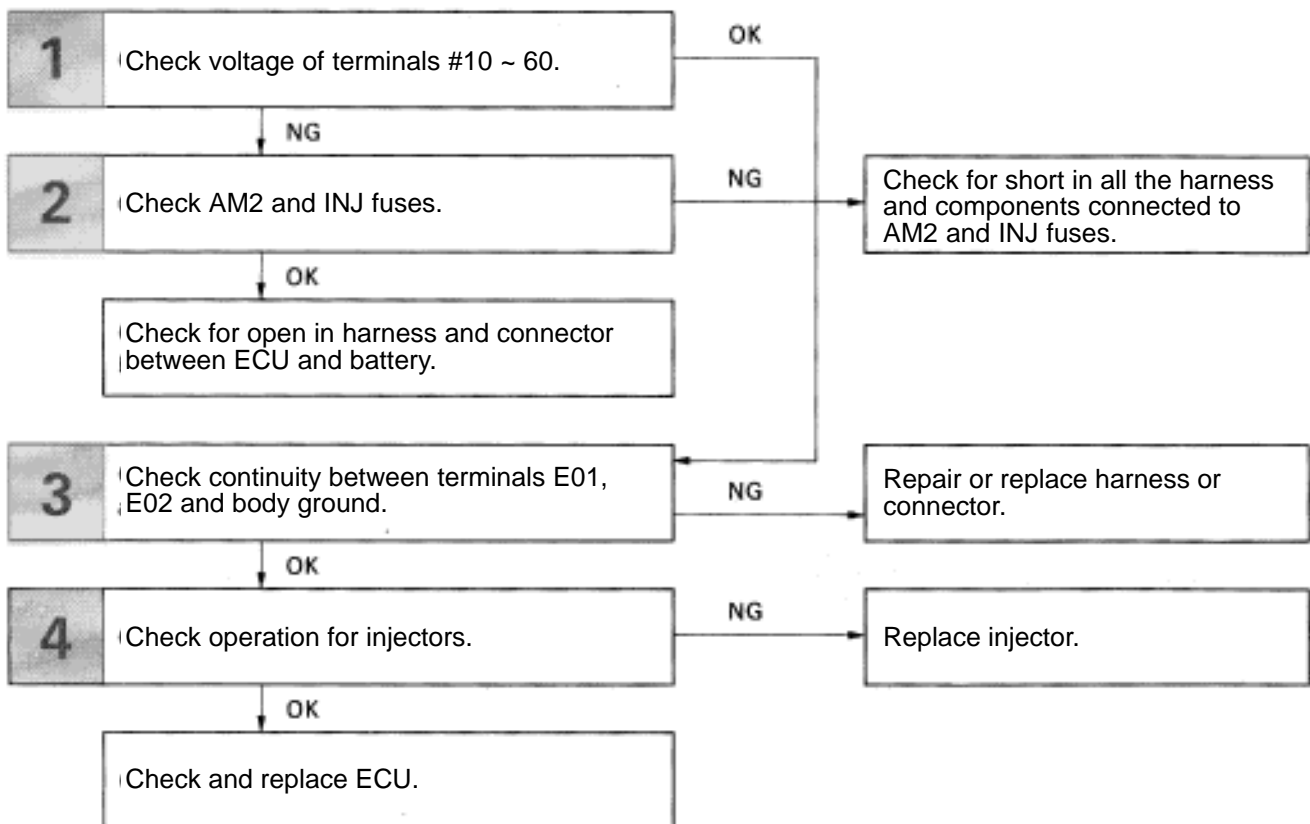 OK
1
Check voltage of terminals #10 ~ 60.
NG
2
Check AM2 and INJ fuses.
NG
Check for short in all the harness
and components connected to
AM2 and INJ fuses.
OK
Check for open in harness and connector
between ECU and battery.
3
Check continuity between terminals E01,
E02 and body ground.
NG
Repair or replace harness or
connector.
OK
4
Check operation for injectors.
NG
Replace injector.
OK
Check and replace ECU.